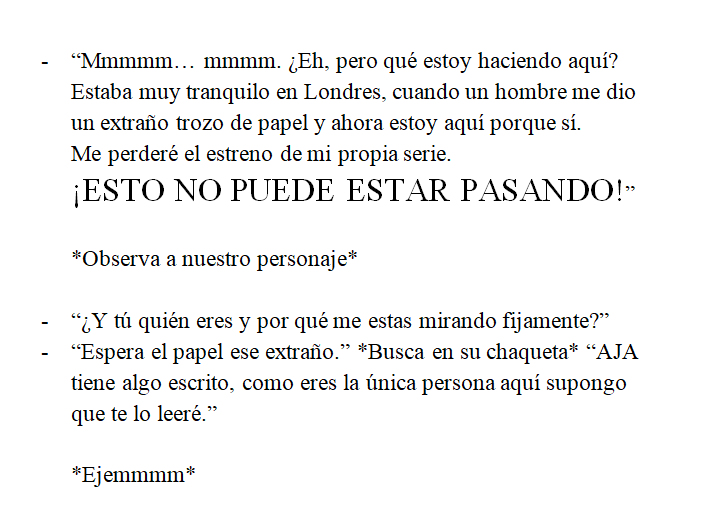 - “Mmmmm… mmmm. ¿Eh, pero qué estoy haciendo aquí?
Estaba muy tranquilo en Londres, cuando un hombre me dio
un extraño trozo de papel y ahora estoy aquí porque sí.
Me perderé el estreno de mi propia serie.
¡ESTO NO PUEDE ESTAR PASANDO!”
*Observa a nuestro personaje*
- “¿Y tú quién eres y por qué me estas mirando fijamente?”
- “Espera el papel ese extraño.” *Busca en su chaqueta* “AJA
tiene algo escrito, como eres la única persona aquí supongo
que te lo leeré.”
*Ejemmmm*